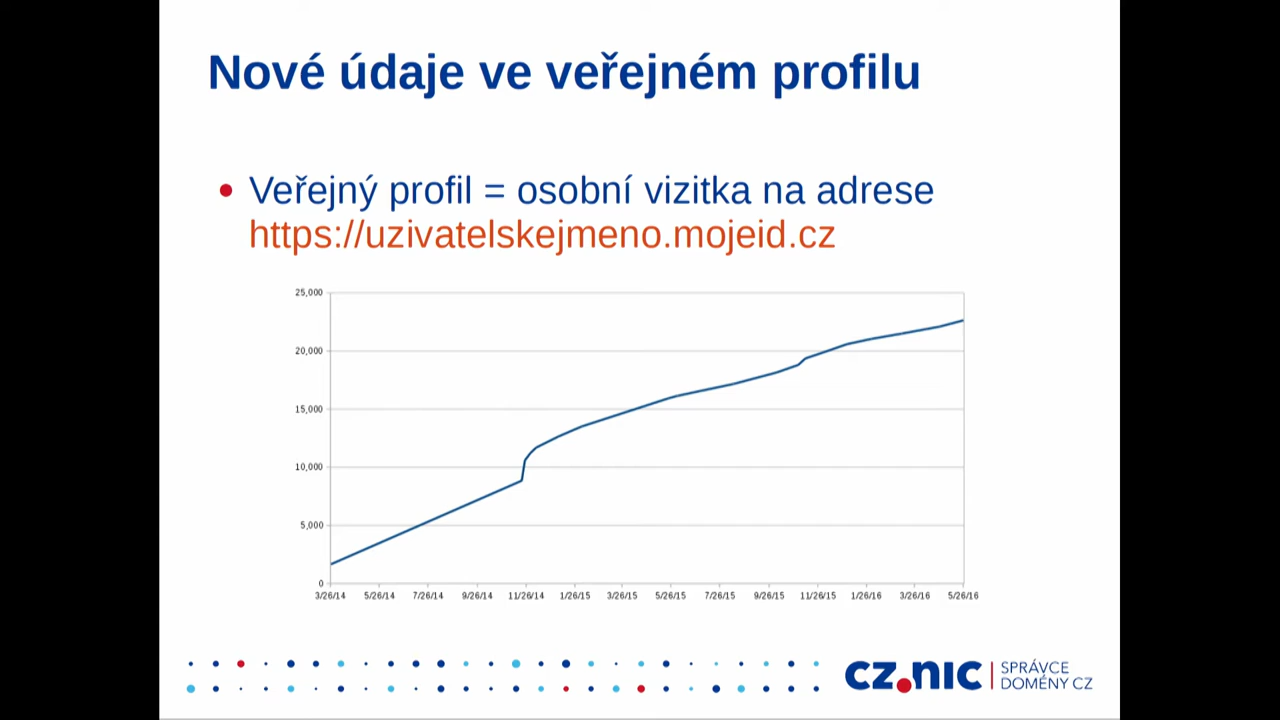 Nové údaje ve veřejném profilu
Veřejný profil = osobní vizitka na adrese
https://uzivatelskejmeno.mojeid.cz
25,000
20,000
15,000
10,000
5,000
0
3/26/14 5/26/14 7/26/14 9/26/14 11/26/14 1/26/15 3/26/15 5/26/15 7/26/15 9/26/15 11/26/15 1/26/16 3/26/16 5/26/16
CZ.NIC
SPRÁVCE
DOMÉNY CZ